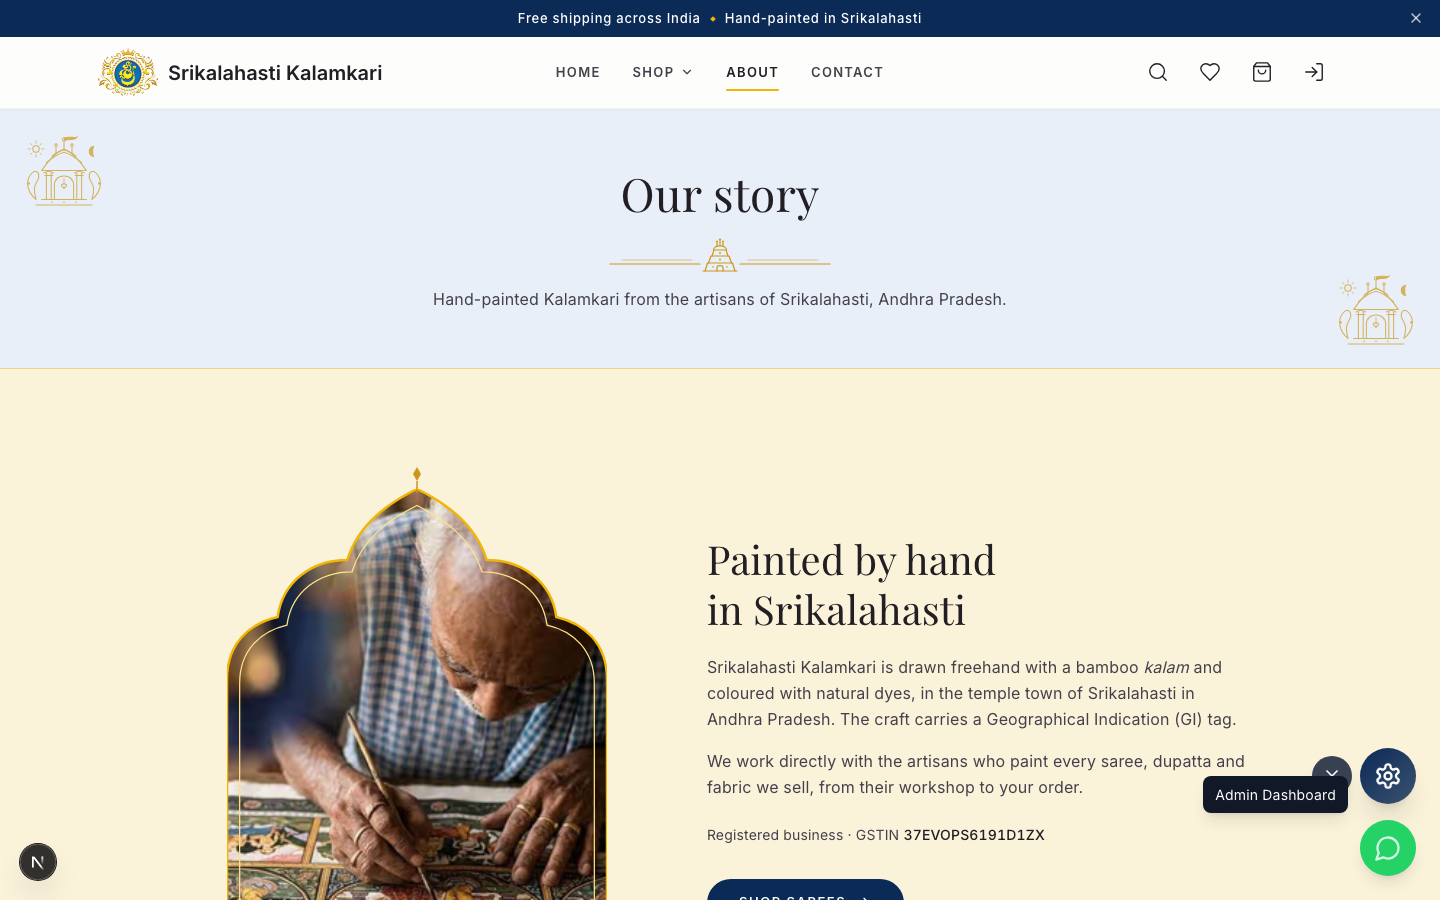 Free shipping across India • Hand-painted in Srikalahasti
Srikalahasti Kalamkari
HOME
SHOP
ABOUT
CONTACT
Our story
Hand-painted Kalamkari from the artisans of Srikalahasti, Andhra Pradesh.
Painted by hand
in Srikalahasti
Srikalahasti Kalamkari is drawn freehand with a bamboo kalam and
coloured with natural dyes, in the temple town of Srikalahasti in
Andhra Pradesh. The craft carries a Geographical Indication (GI) tag.
We work directly with the artisans who paint every saree, dupatta and
fabric we sell, from their workshop to your order.
Admin Dashboard
Registered business · GSTIN 37EVOPS6191D1ZX
SHOP SAREES →
N